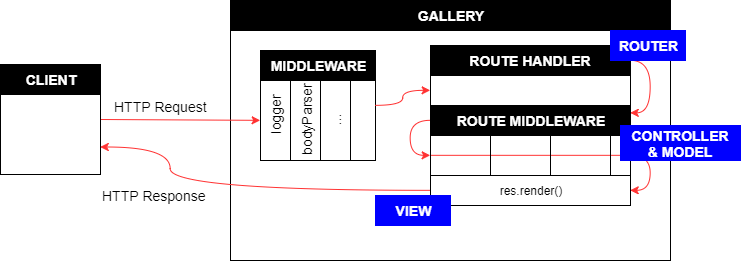 GALLERY
ROUTER
MIDDLEWARE
ROUTE HANDLER
CLIENT
HTTP Request
logger
bodyParser
...
ROUTE MIDDLEWARE
CONTROLLER
& MODEL
HTTP Response
res.render()
VIEW